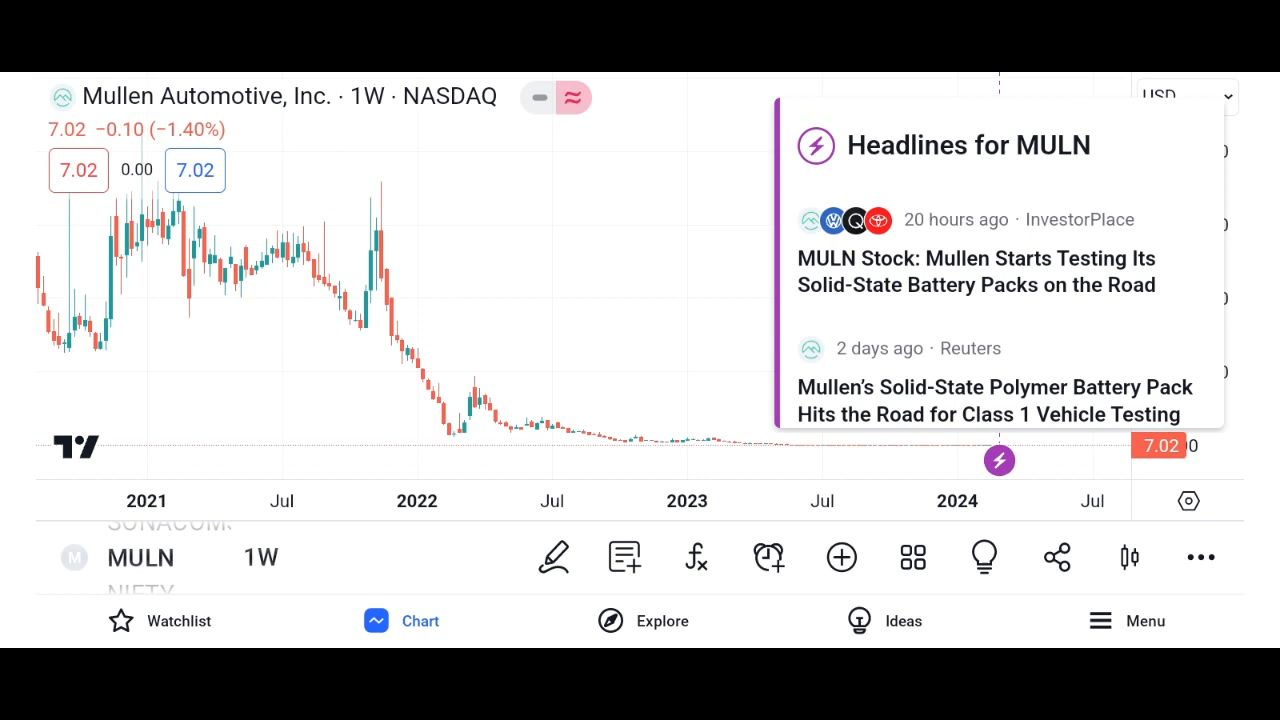 Mullen Automotive, Inc. · 1W · NASDAQ
USD
7.02 −0.10 (−1.40%)
7.02 0.00 7.02
Headlines for MULN
20 hours ago · InvestorPlace
MULN Stock: Mullen Starts Testing Its
Solid-State Battery Packs on the Road
2 days ago · Reuters
Mullen’s Solid-State Polymer Battery Pack
Hits the Road for Class 1 Vehicle Testing
7.02
2021 Jul 2022 Jul 2023 Jul 2024 Jul
M MULN 1W
NIFTY
Watchlist Chart Explore Ideas Menu